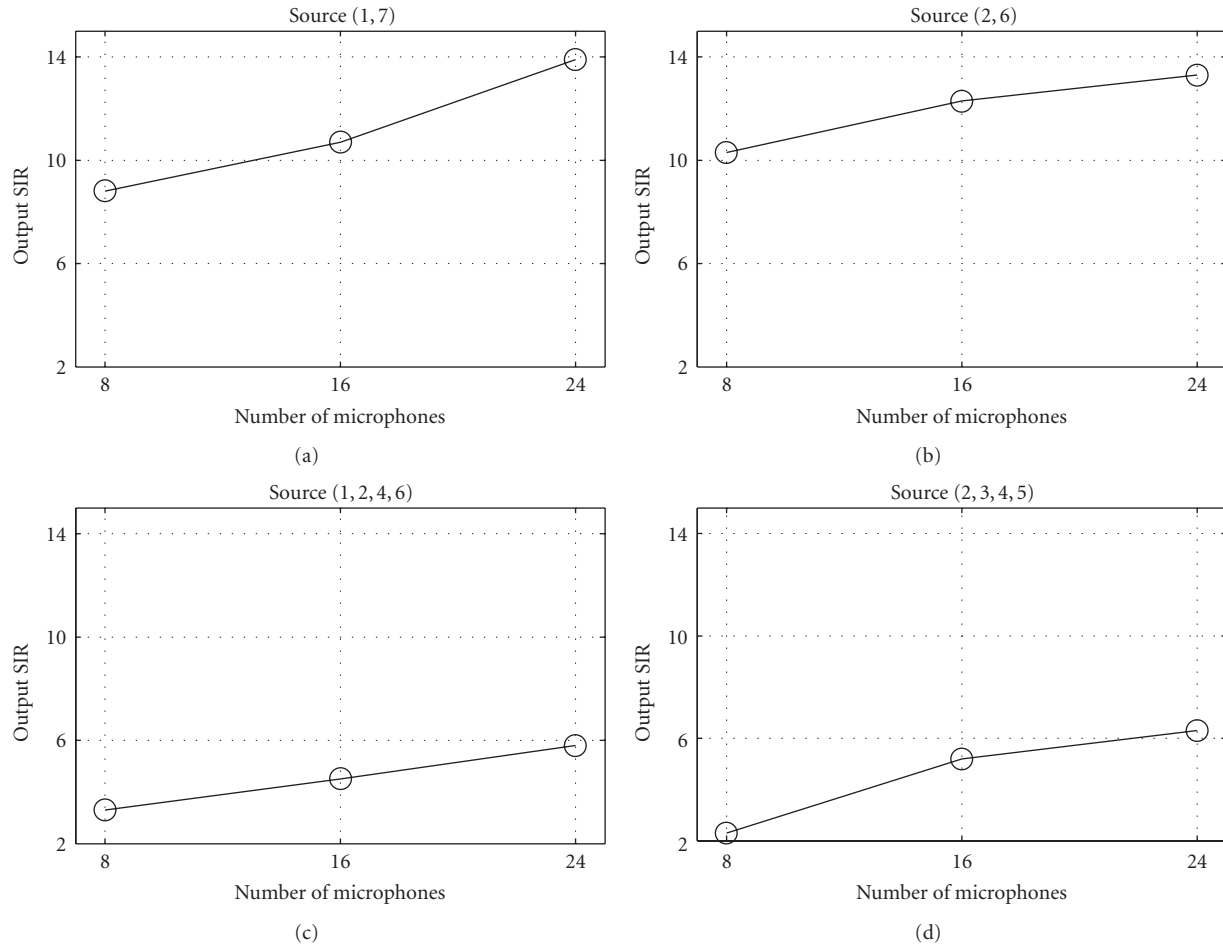 Source (1, 7)
14
10
6
2
Output SIR
8 16 24
Number of microphones
(a)
Source (2, 6)
14
10
6
2
Output SIR
8 16 24
Number of microphones
(b)
Source (1, 2, 4, 6)
14
10
6
2
Output SIR
8 16 24
Number of microphones
(c)
Source (2, 3, 4, 5)
14
10
6
2
Output SIR
8 16 24
Number of microphones
(d)